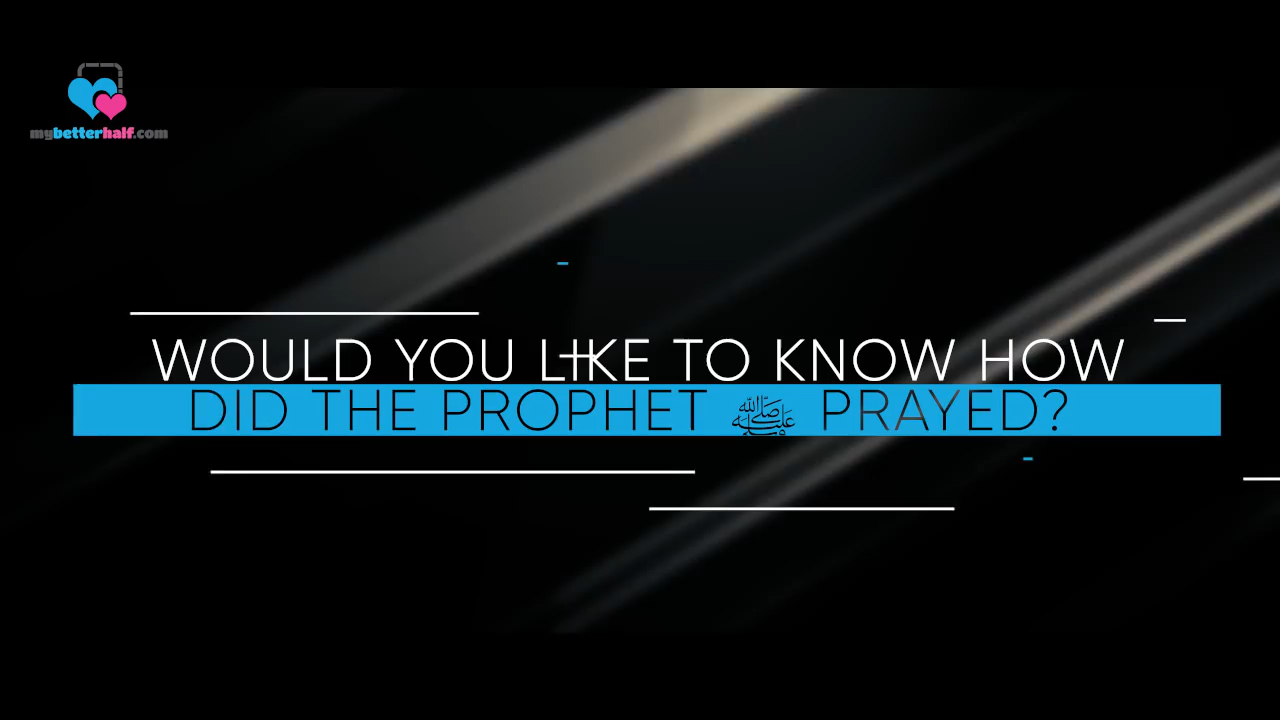 mybetterhalf.com
WOULD YOU LIKE TO KNOW HOW
DID THE PROPHET ﷺ PRAYED?